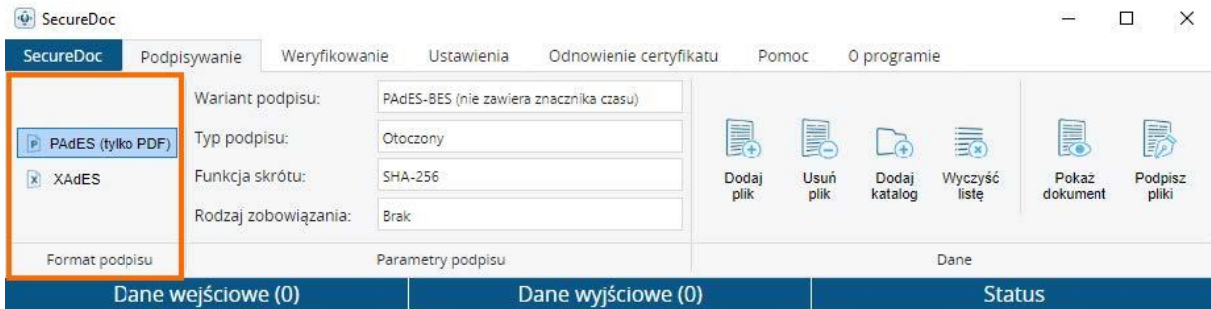 SecureDoc
SecureDoc Podpisywanie Weryfikowanie Ustawienia Odnowienie certyfikatu Pomoc O programie
PAdES (tylko PDF)
XAdES
Format podpisu
Wariant podpisu: PAdES-BES (nie zawiera znacznika czasu)
Typ podpisu: Otoczony
Funkcja skrótu: SHA-256
Rodzaj zobowiązania: Brak
Parametry podpisu
Dodaj plik
Usuń plik
Dodaj katalog
Wyczyść listę
Pokaż dokument
Podpisz pliki
Dane
Dane wejściowe (0) Dane wyjściowe (0) Status